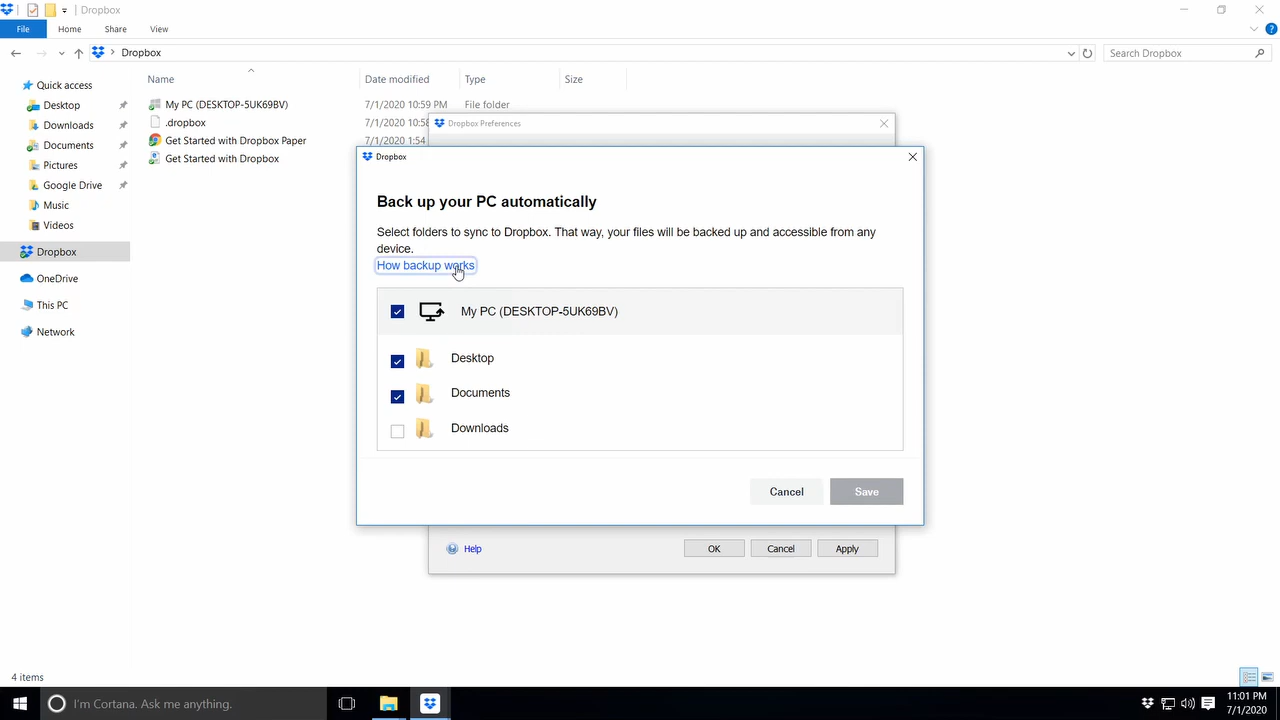 Dropbox
File Home Share View
Dropbox
Search Dropbox
Name Date modified Type Size
Quick access
Desktop
Downloads
Documents
Pictures
Google Drive
Music
Videos
Dropbox
OneDrive
This PC
Network
My PC (DESKTOP-5UK69BV) 7/1/2020 10:59 PM File folder
.dropbox 7/1/2020 10:58
Get Started with Dropbox Paper 7/1/2020 1:54
Get Started with Dropbox
Dropbox Preferences
Dropbox
Back up your PC automatically
Select folders to sync to Dropbox. That way, your files will be backed up and accessible from any
device.
How backup works
My PC (DESKTOP-5UK69BV)
Desktop
Documents
Downloads
Cancel Save
Help OK Cancel Apply
4 items
I'm Cortana. Ask me anything.
11:01 PM
7/1/2020